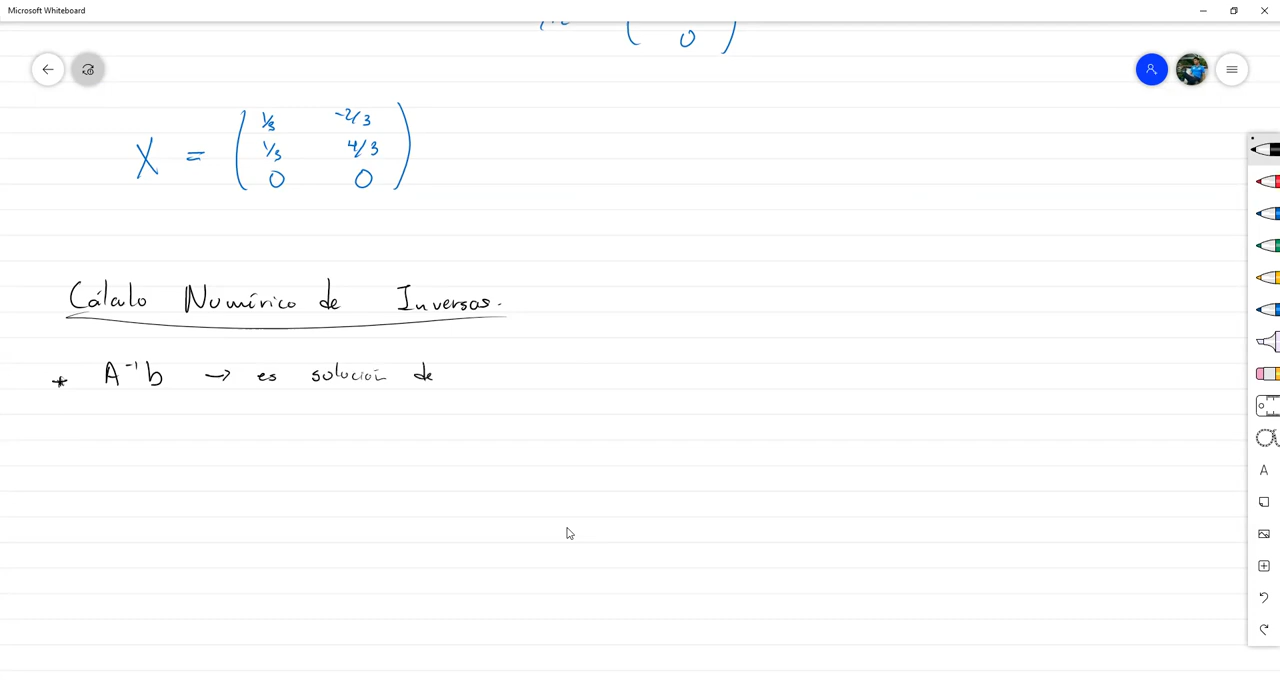 Microsoft Whiteboard
0
X = ( 1/3 -2/3
1/3 4/3
0 0 )
Cálculo Numérico de Inversas.
* A⁻¹b → es solución de
A